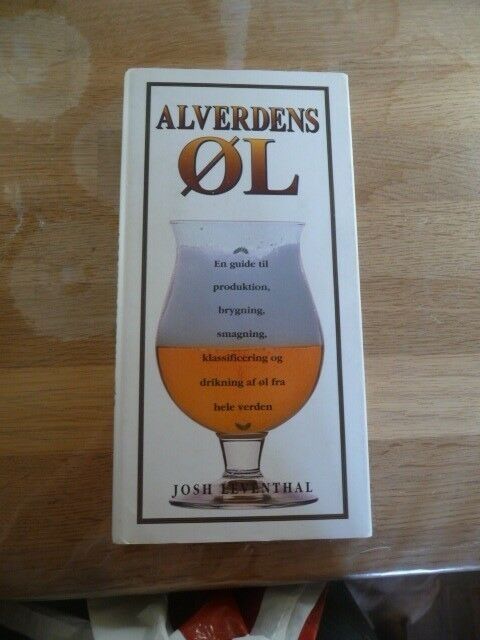 ALVERDENS
ØL
En guide til
produktion,
brygning,
smagning,
klassificering og
drikning af øl fra
hele verden
JOSH LEVENTHAL